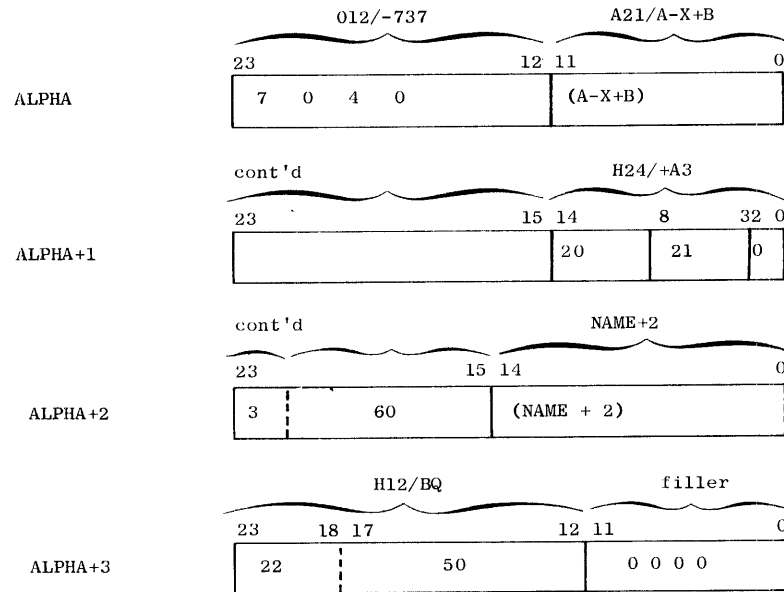 O12/-737 A21/A-X+B
23 12 11 0
ALPHA 7 0 4 0 (A-X+B)
cont'd H24/+A3
23 15 14 8 32 0
ALPHA+1 20 21 0
cont'd NAME+2
23 15 14 0
ALPHA+2 3 60 (NAME + 2)
H12/BQ filler
23 18 17 12 11 0
ALPHA+3 22 50 0 0 0 0